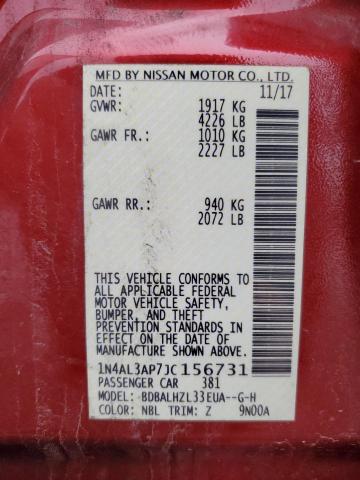 MFD BY NISSAN MOTOR CO., LTD.
DATE: 11/17
GVWR: 1917 KG
4226 LB
GAWR FR.: 1010 KG
2227 LB
GAWR RR.: 940 KG
2072 LB
THIS VEHICLE CONFORMS TO
ALL APPLICABLE FEDERAL
MOTOR VEHICLE SAFETY,
BUMPER, AND THEFT
PREVENTION STANDARDS
IN EFFECT ON THE DATE OF
MANUFACTURE SHOWN ABOVE.
1N4AL3AP7JC156731
PASSENGER CAR 381
MODEL: BDBALHZL33EUA--G-H
COLOR: NBL TRIM: Z 9N00A